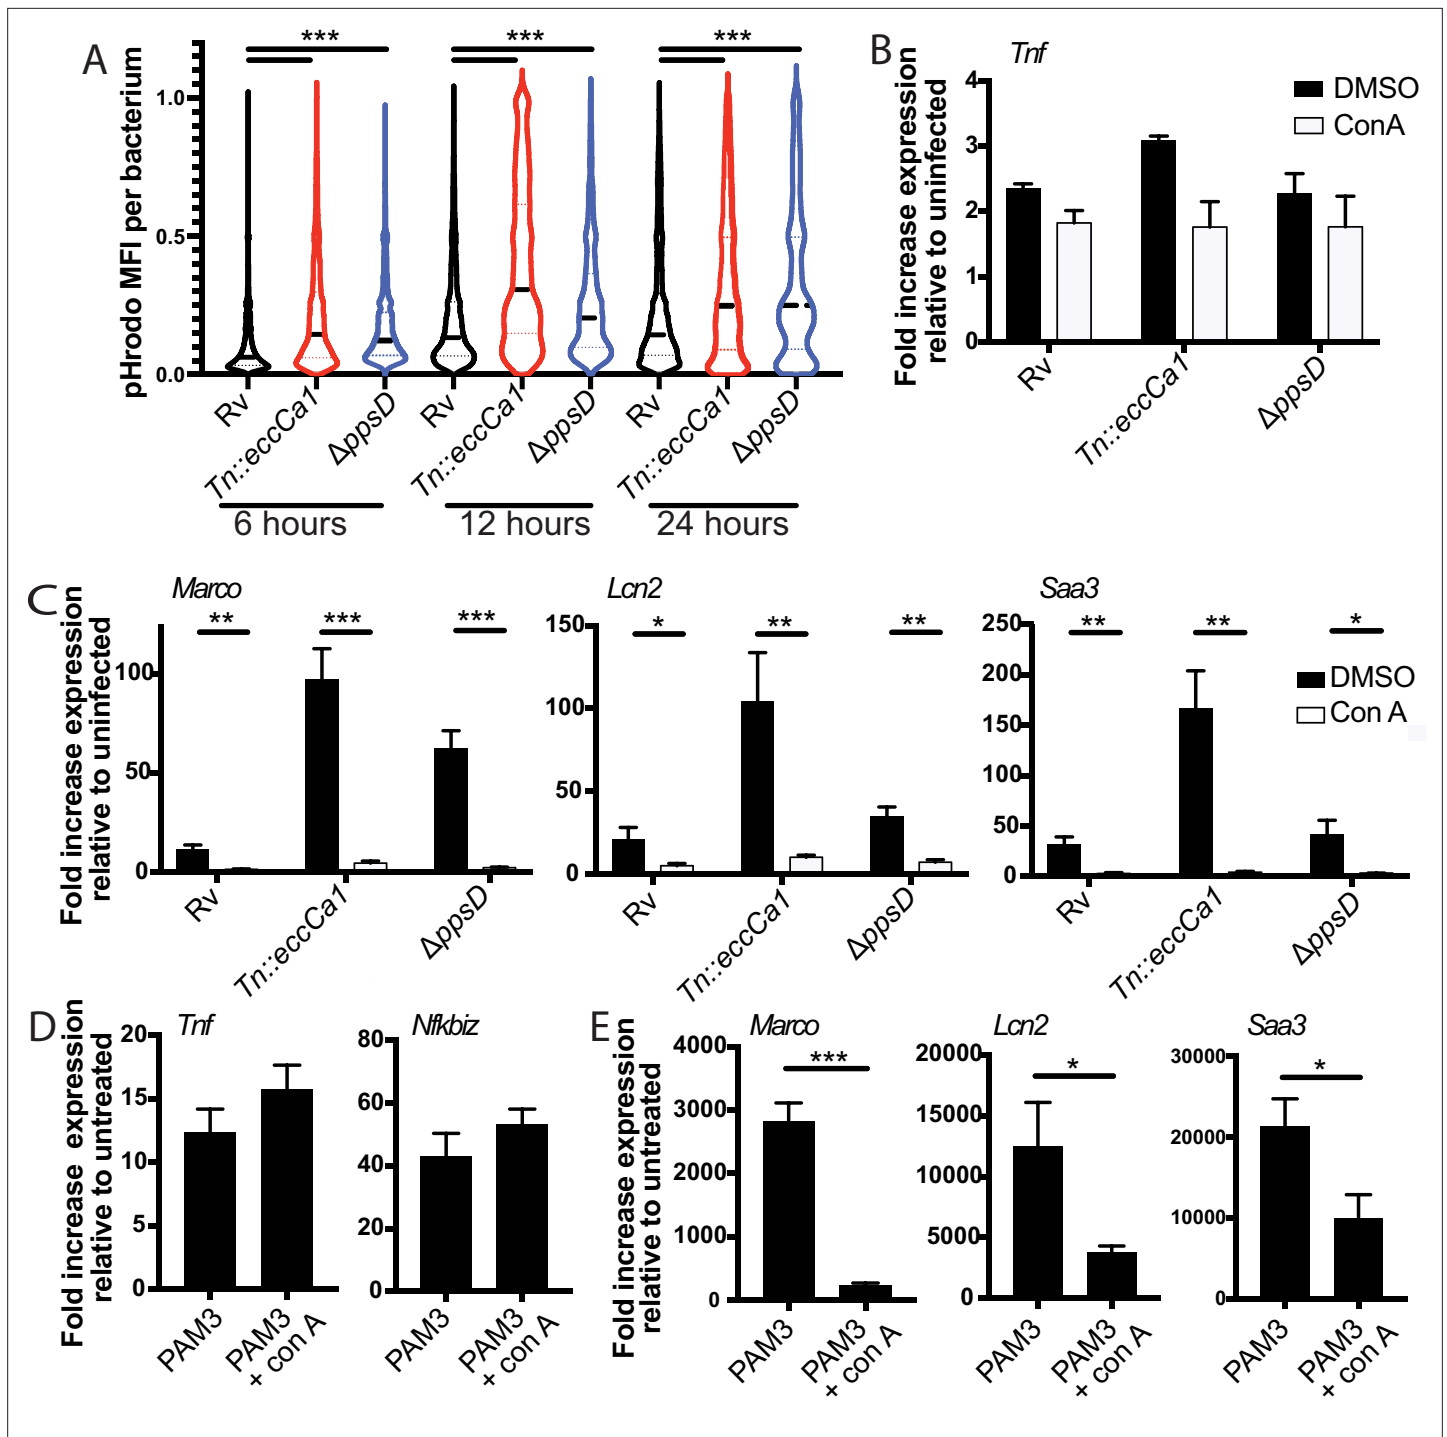 A
pHrodo MFI per bacterium
***
***
***
1.0
0.5
0.0
Rv
Tn::eccCa1
ΔppsD
Rv
Tn::eccCa1
ΔppsD
Rv
Tn::eccCa1
ΔppsD
6 hours
12 hours
24 hours
B
Tnf
Fold increase expression
relative to uninfected
4
3
2
1
0
DMSO
ConA
Rv
Tn::eccCa1
ΔppsD
C
Fold increase expression
relative to uninfected
Marco
**
***
***
100
50
0
Rv
Tn::eccCa1
ΔppsD
Lcn2
*
**
**
150
100
50
0
Rv
Tn::eccCa1
ΔppsD
Saa3
**
**
*
250
200
150
100
50
0
DMSO
Con A
Rv
Tn::eccCa1
ΔppsD
D
Fold increase expression
relative to untreated
Tnf
20
15
10
5
0
PAM3
PAM3
+ con A
Nfkbiz
80
60
40
20
0
PAM3
PAM3
+ con A
E
Fold increase expression
relative to untreated
Marco
***
4000
3000
2000
1000
0
PAM3
PAM3
+ con A
Lcn2
*
20000
15000
10000
5000
0
PAM3
PAM3
+ con A
Saa3
*
30000
20000
10000
0
PAM3
PAM3
+ con A